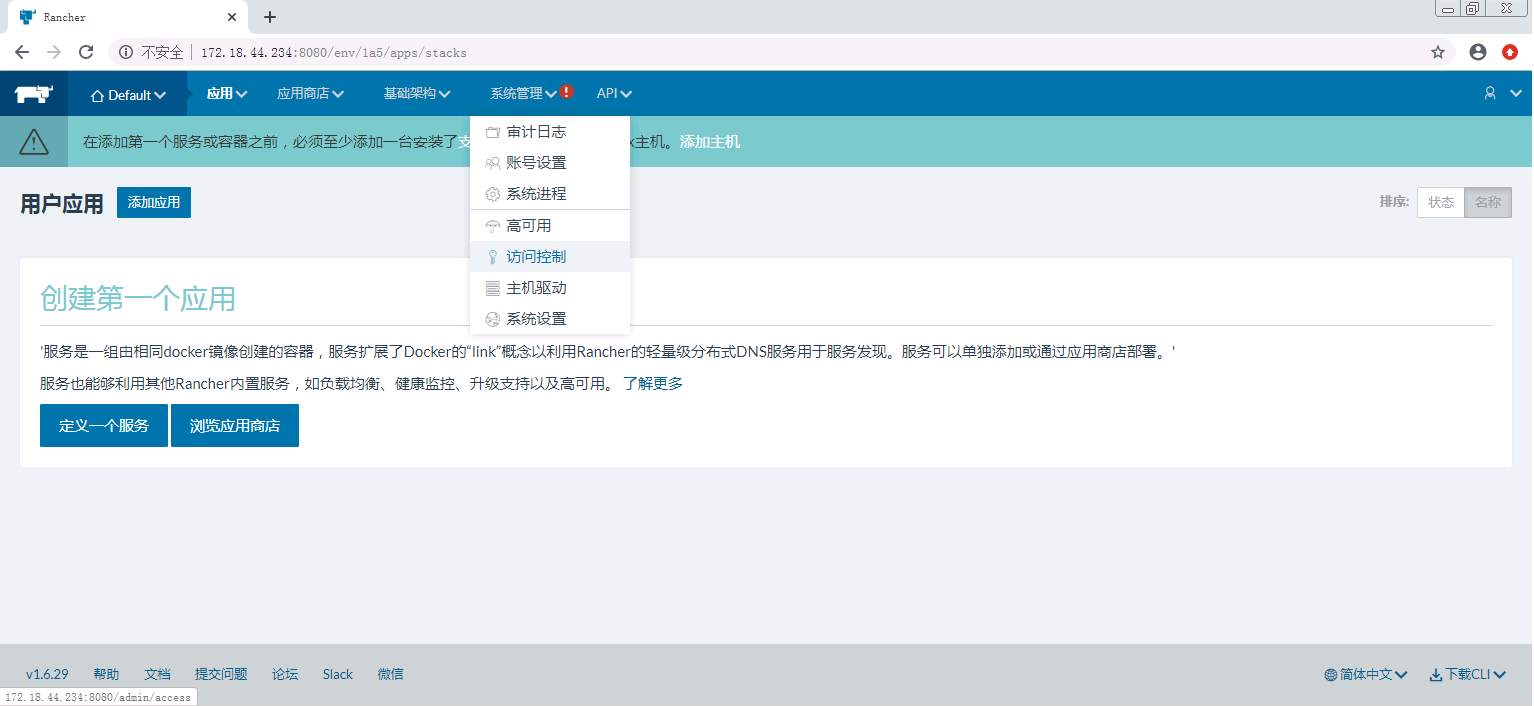 Rancher
不安全 172.18.44.234:8080/env/1a5/apps/stacks
Default 应用 应用商店 基础架构 系统管理 API
在添加第一个服务或容器之前，必须至少添加一台安装了支 x主机。添加主机
审计日志
账号设置
系统进程
高可用
访问控制
主机驱动
系统设置
用户应用 添加应用 排序: 状态 名称
创建第一个应用
'服务是一组由相同docker镜像创建的容器，服务扩展了Docker的“link”概念以利用Rancher的轻量级分布式DNS服务用于服务发现。服务可以单独添加或通过应用商店部署。'
服务也能够利用其他Rancher内置服务，如负载均衡、健康监控、升级支持以及高可用。 了解更多
定义一个服务 浏览应用商店
v1.6.29 帮助 文档 提交问题 论坛 Slack 微信 简体中文 下载CLI
172.18.44.234:8080/admin/access